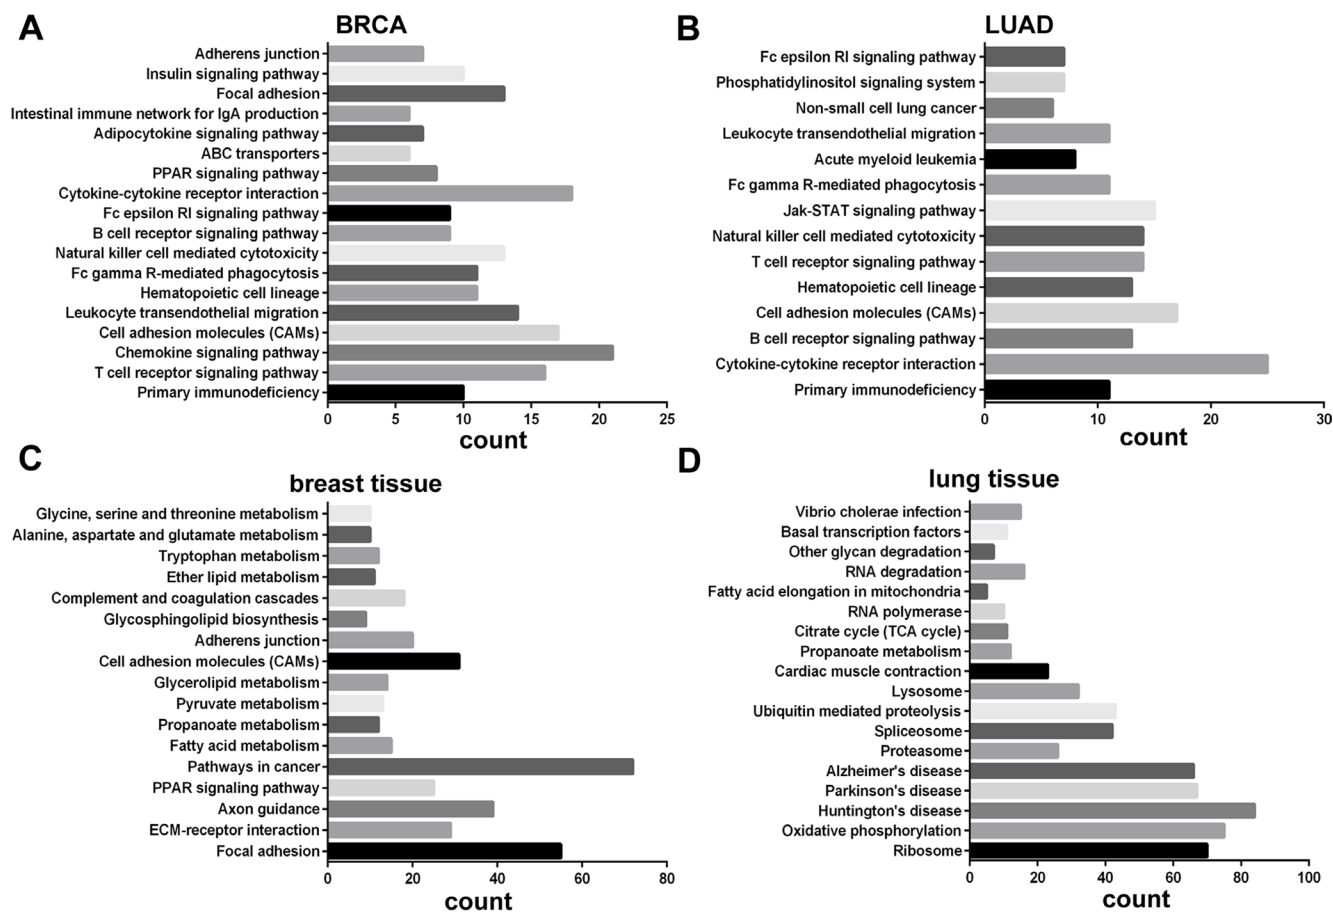 A
BRCA
Adherens junction
Insulin signaling pathway
Focal adhesion
Intestinal immune network for IgA production
Adipocytokine signaling pathway
ABC transporters
PPAR signaling pathway
Cytokine-cytokine receptor interaction
Fc epsilon RI signaling pathway
B cell receptor signaling pathway
Natural killer cell mediated cytotoxicity
Fc gamma R-mediated phagocytosis
Hematopoietic cell lineage
Leukocyte transendothelial migration
Cell adhesion molecules (CAMs)
Chemokine signaling pathway
T cell receptor signaling pathway
Primary immunodeficiency
0 5 10 15 20 25
count
B
LUAD
Fc epsilon RI signaling pathway
Phosphatidylinositol signaling system
Non-small cell lung cancer
Leukocyte transendothelial migration
Acute myeloid leukemia
Fc gamma R-mediated phagocytosis
Jak-STAT signaling pathway
Natural killer cell mediated cytotoxicity
T cell receptor signaling pathway
Hematopoietic cell lineage
Cell adhesion molecules (CAMs)
B cell receptor signaling pathway
Cytokine-cytokine receptor interaction
Primary immunodeficiency
0 10 20 30
count
C
breast tissue
Glycine, serine and threonine metabolism
Alanine, aspartate and glutamate metabolism
Tryptophan metabolism
Ether lipid metabolism
Complement and coagulation cascades
Glycosphingolipid biosynthesis
Adherens junction
Cell adhesion molecules (CAMs)
Glycerolipid metabolism
Pyruvate metabolism
Propanoate metabolism
Fatty acid metabolism
Pathways in cancer
PPAR signaling pathway
Axon guidance
ECM-receptor interaction
Focal adhesion
0 20 40 60 80
count
D
lung tissue
Vibrio cholerae infection
Basal transcription factors
Other glycan degradation
RNA degradation
Fatty acid elongation in mitochondria
RNA polymerase
Citrate cycle (TCA cycle)
Propanoate metabolism
Cardiac muscle contraction
Lysosome
Ubiquitin mediated proteolysis
Spliceosome
Proteasome
Alzheimer's disease
Parkinson's disease
Huntington's disease
Oxidative phosphorylation
Ribosome
0 20 40 60 80 100
count